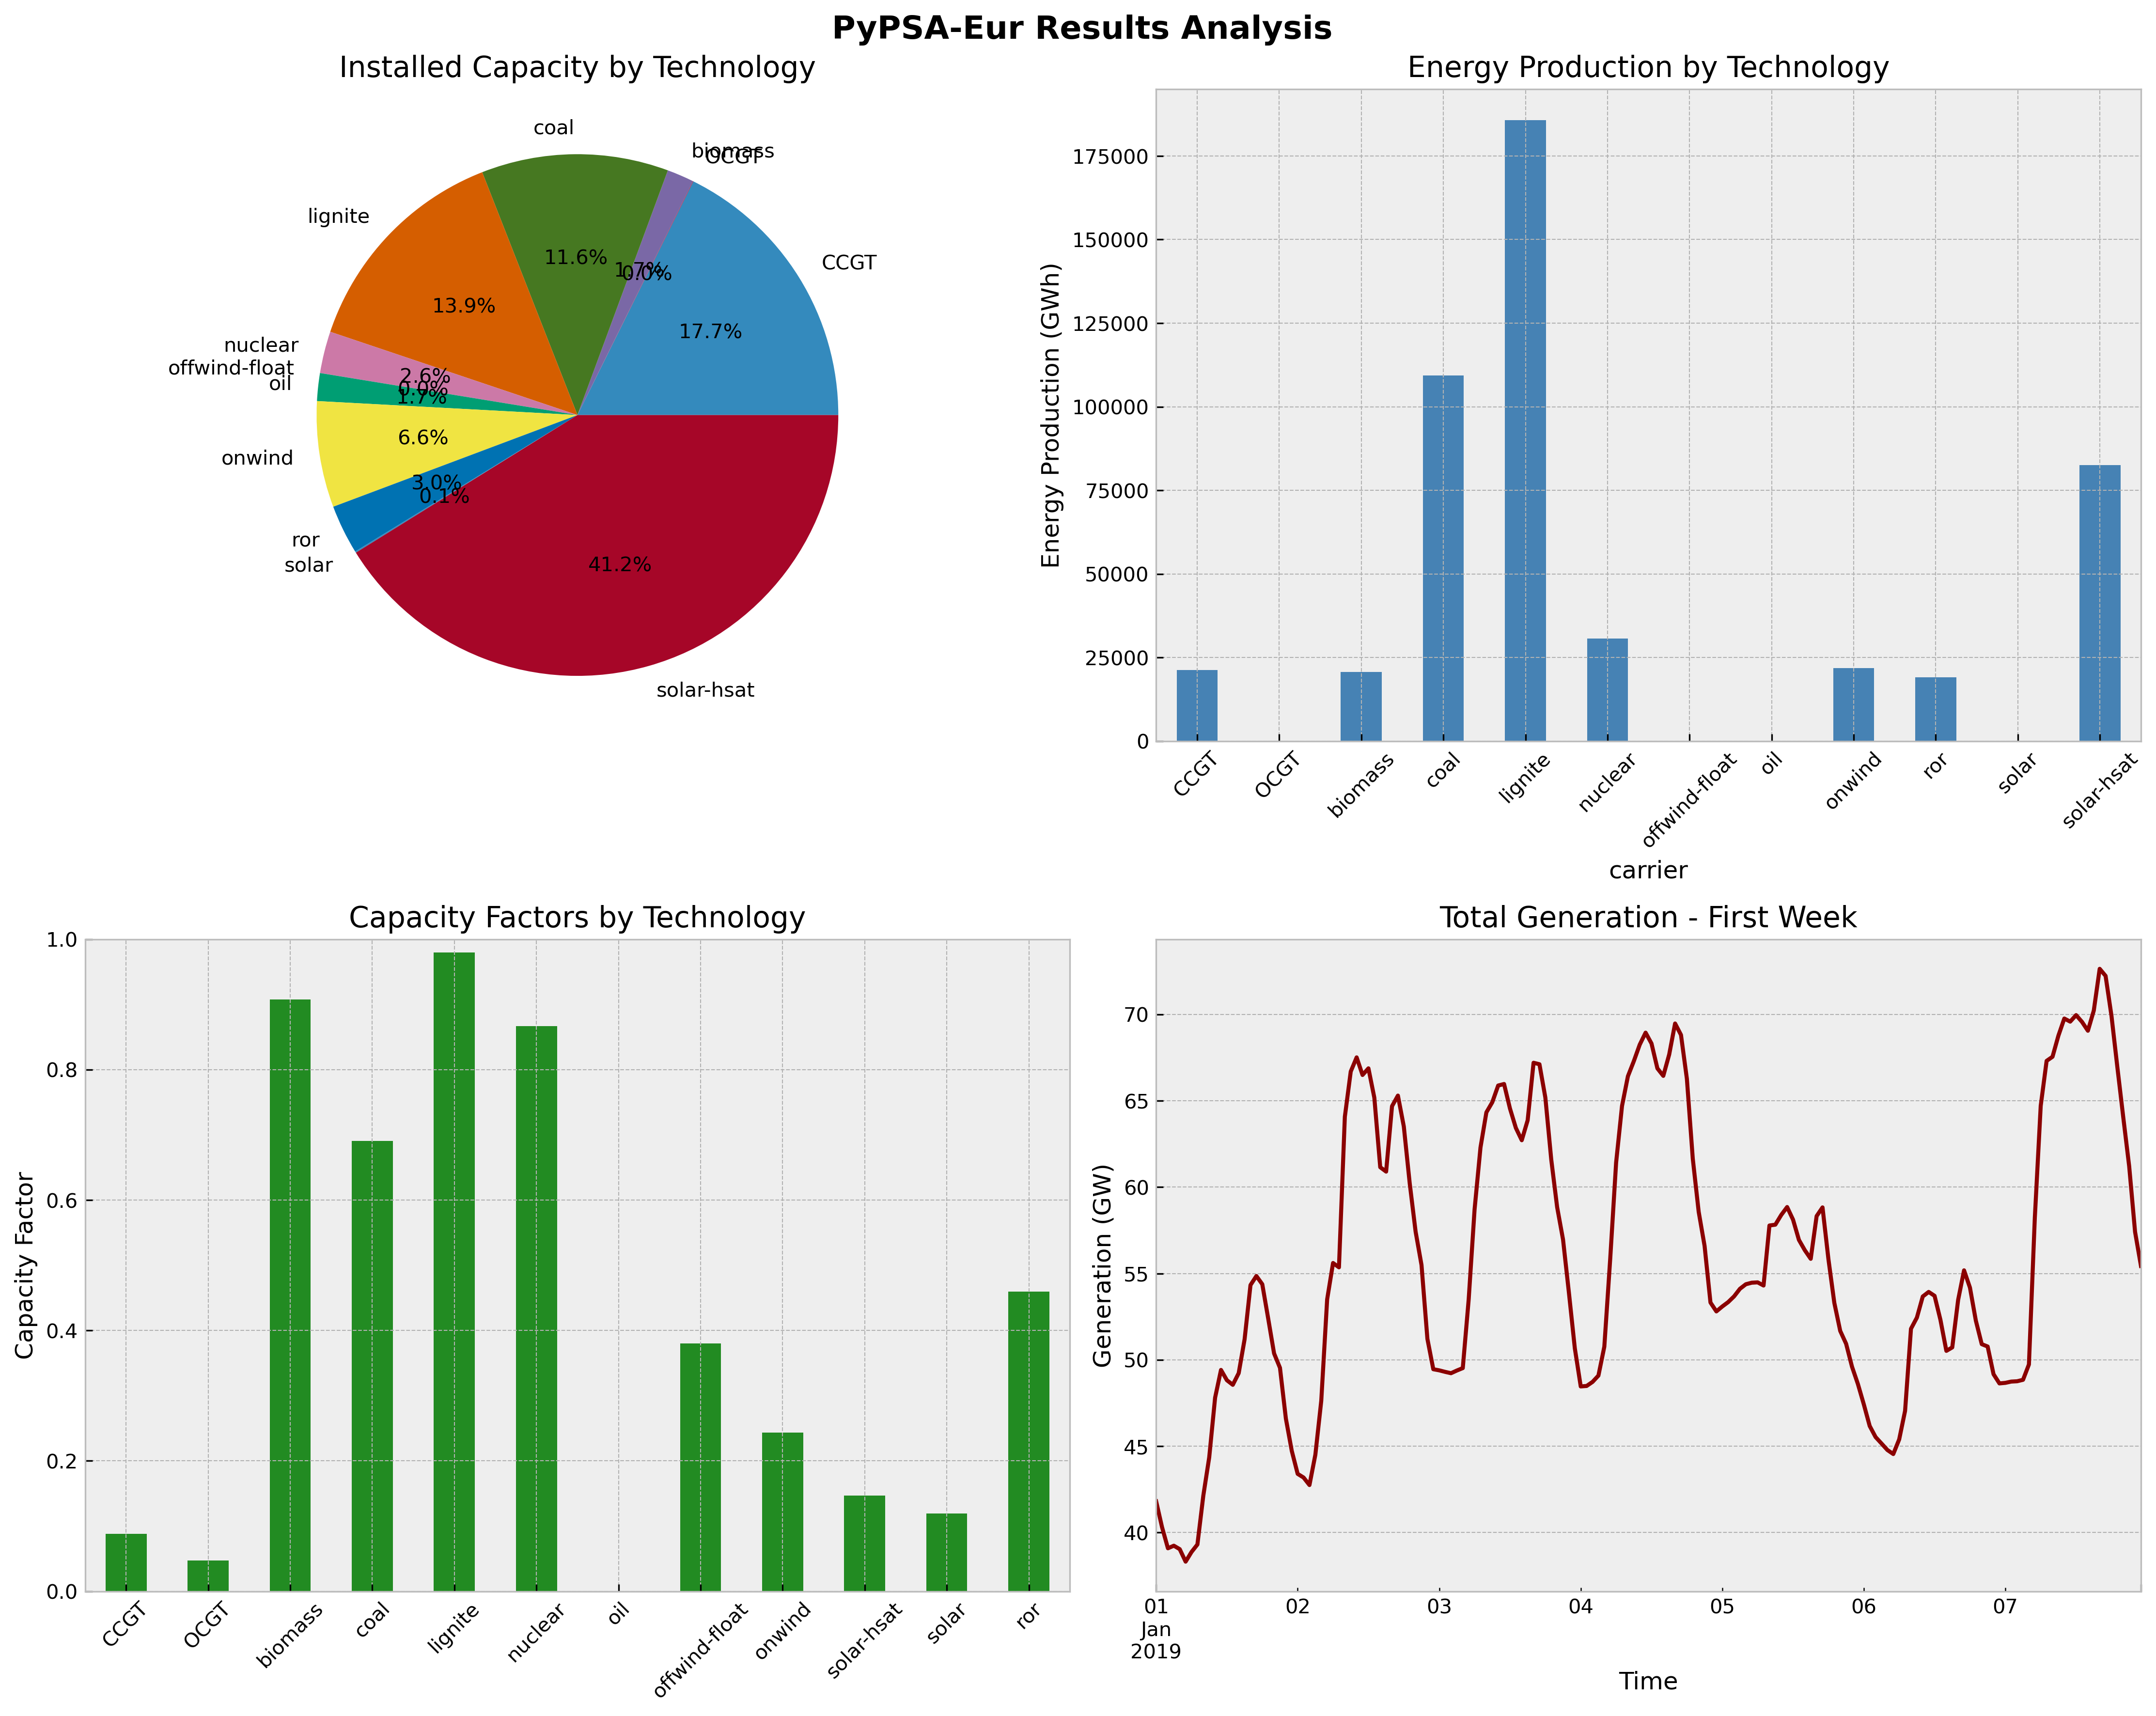 PyPSA-Eur Results Analysis
Installed Capacity by Technology
coal
biomass
OCGT
lignite
CCGT
11.6%
1.7%
0.0%
13.9%
17.7%
nuclear
offwind-float
oil
2.6%
0.0%
1.7%
6.6%
onwind
3.0%
0.1%
ror
solar
41.2%
solar-hsat
Energy Production by Technology
Energy Production (GWh)
175000
150000
125000
100000
75000
50000
25000
0
CCGT
OCGT
biomass
coal
lignite
nuclear
offwind-float
oil
onwind
ror
solar
solar-hsat
carrier
Capacity Factors by Technology
Capacity Factor
1.0
0.8
0.6
0.4
0.2
0.0
CCGT
OCGT
biomass
coal
lignite
nuclear
oil
offwind-float
onwind
solar-hsat
solar
ror
Total Generation - First Week
Generation (GW)
70
65
60
55
50
45
40
01
02
03
04
05
06
07
Jan
2019
Time